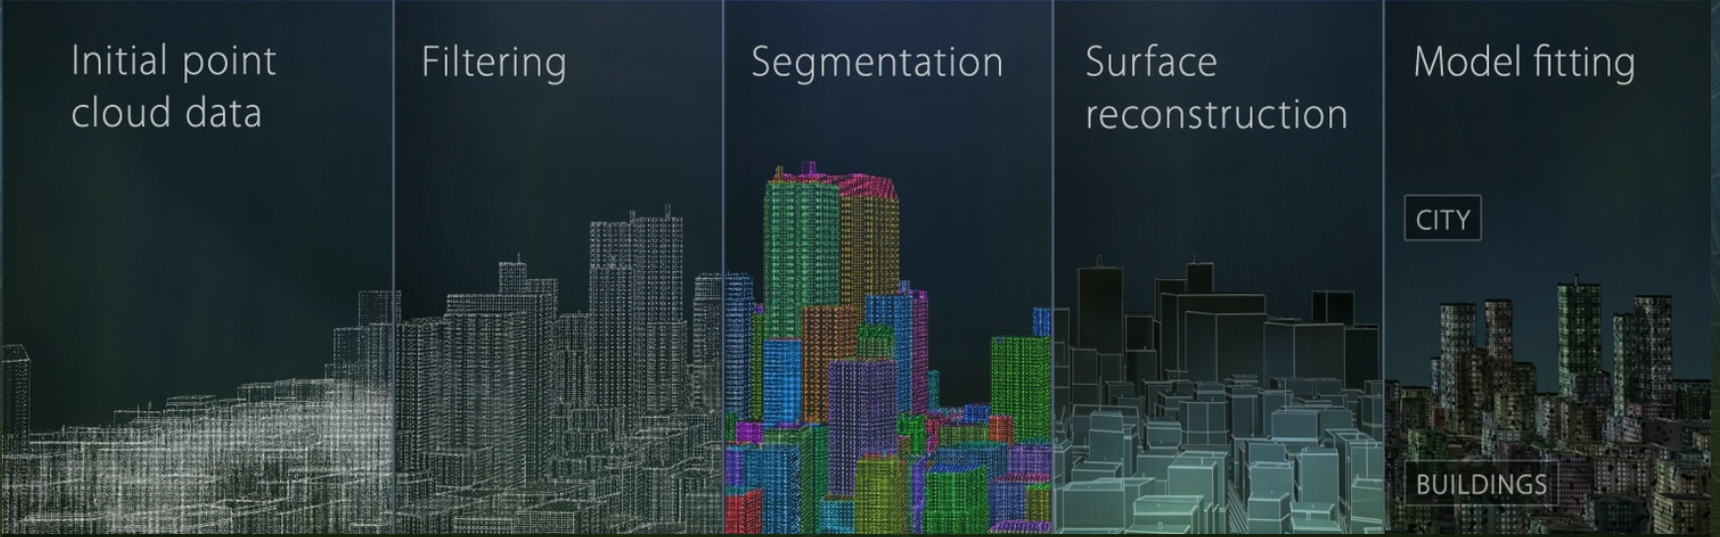 Initial point
cloud data
Filtering
Segmentation
Surface
reconstruction
Model fitting
CITY
BUILDINGS